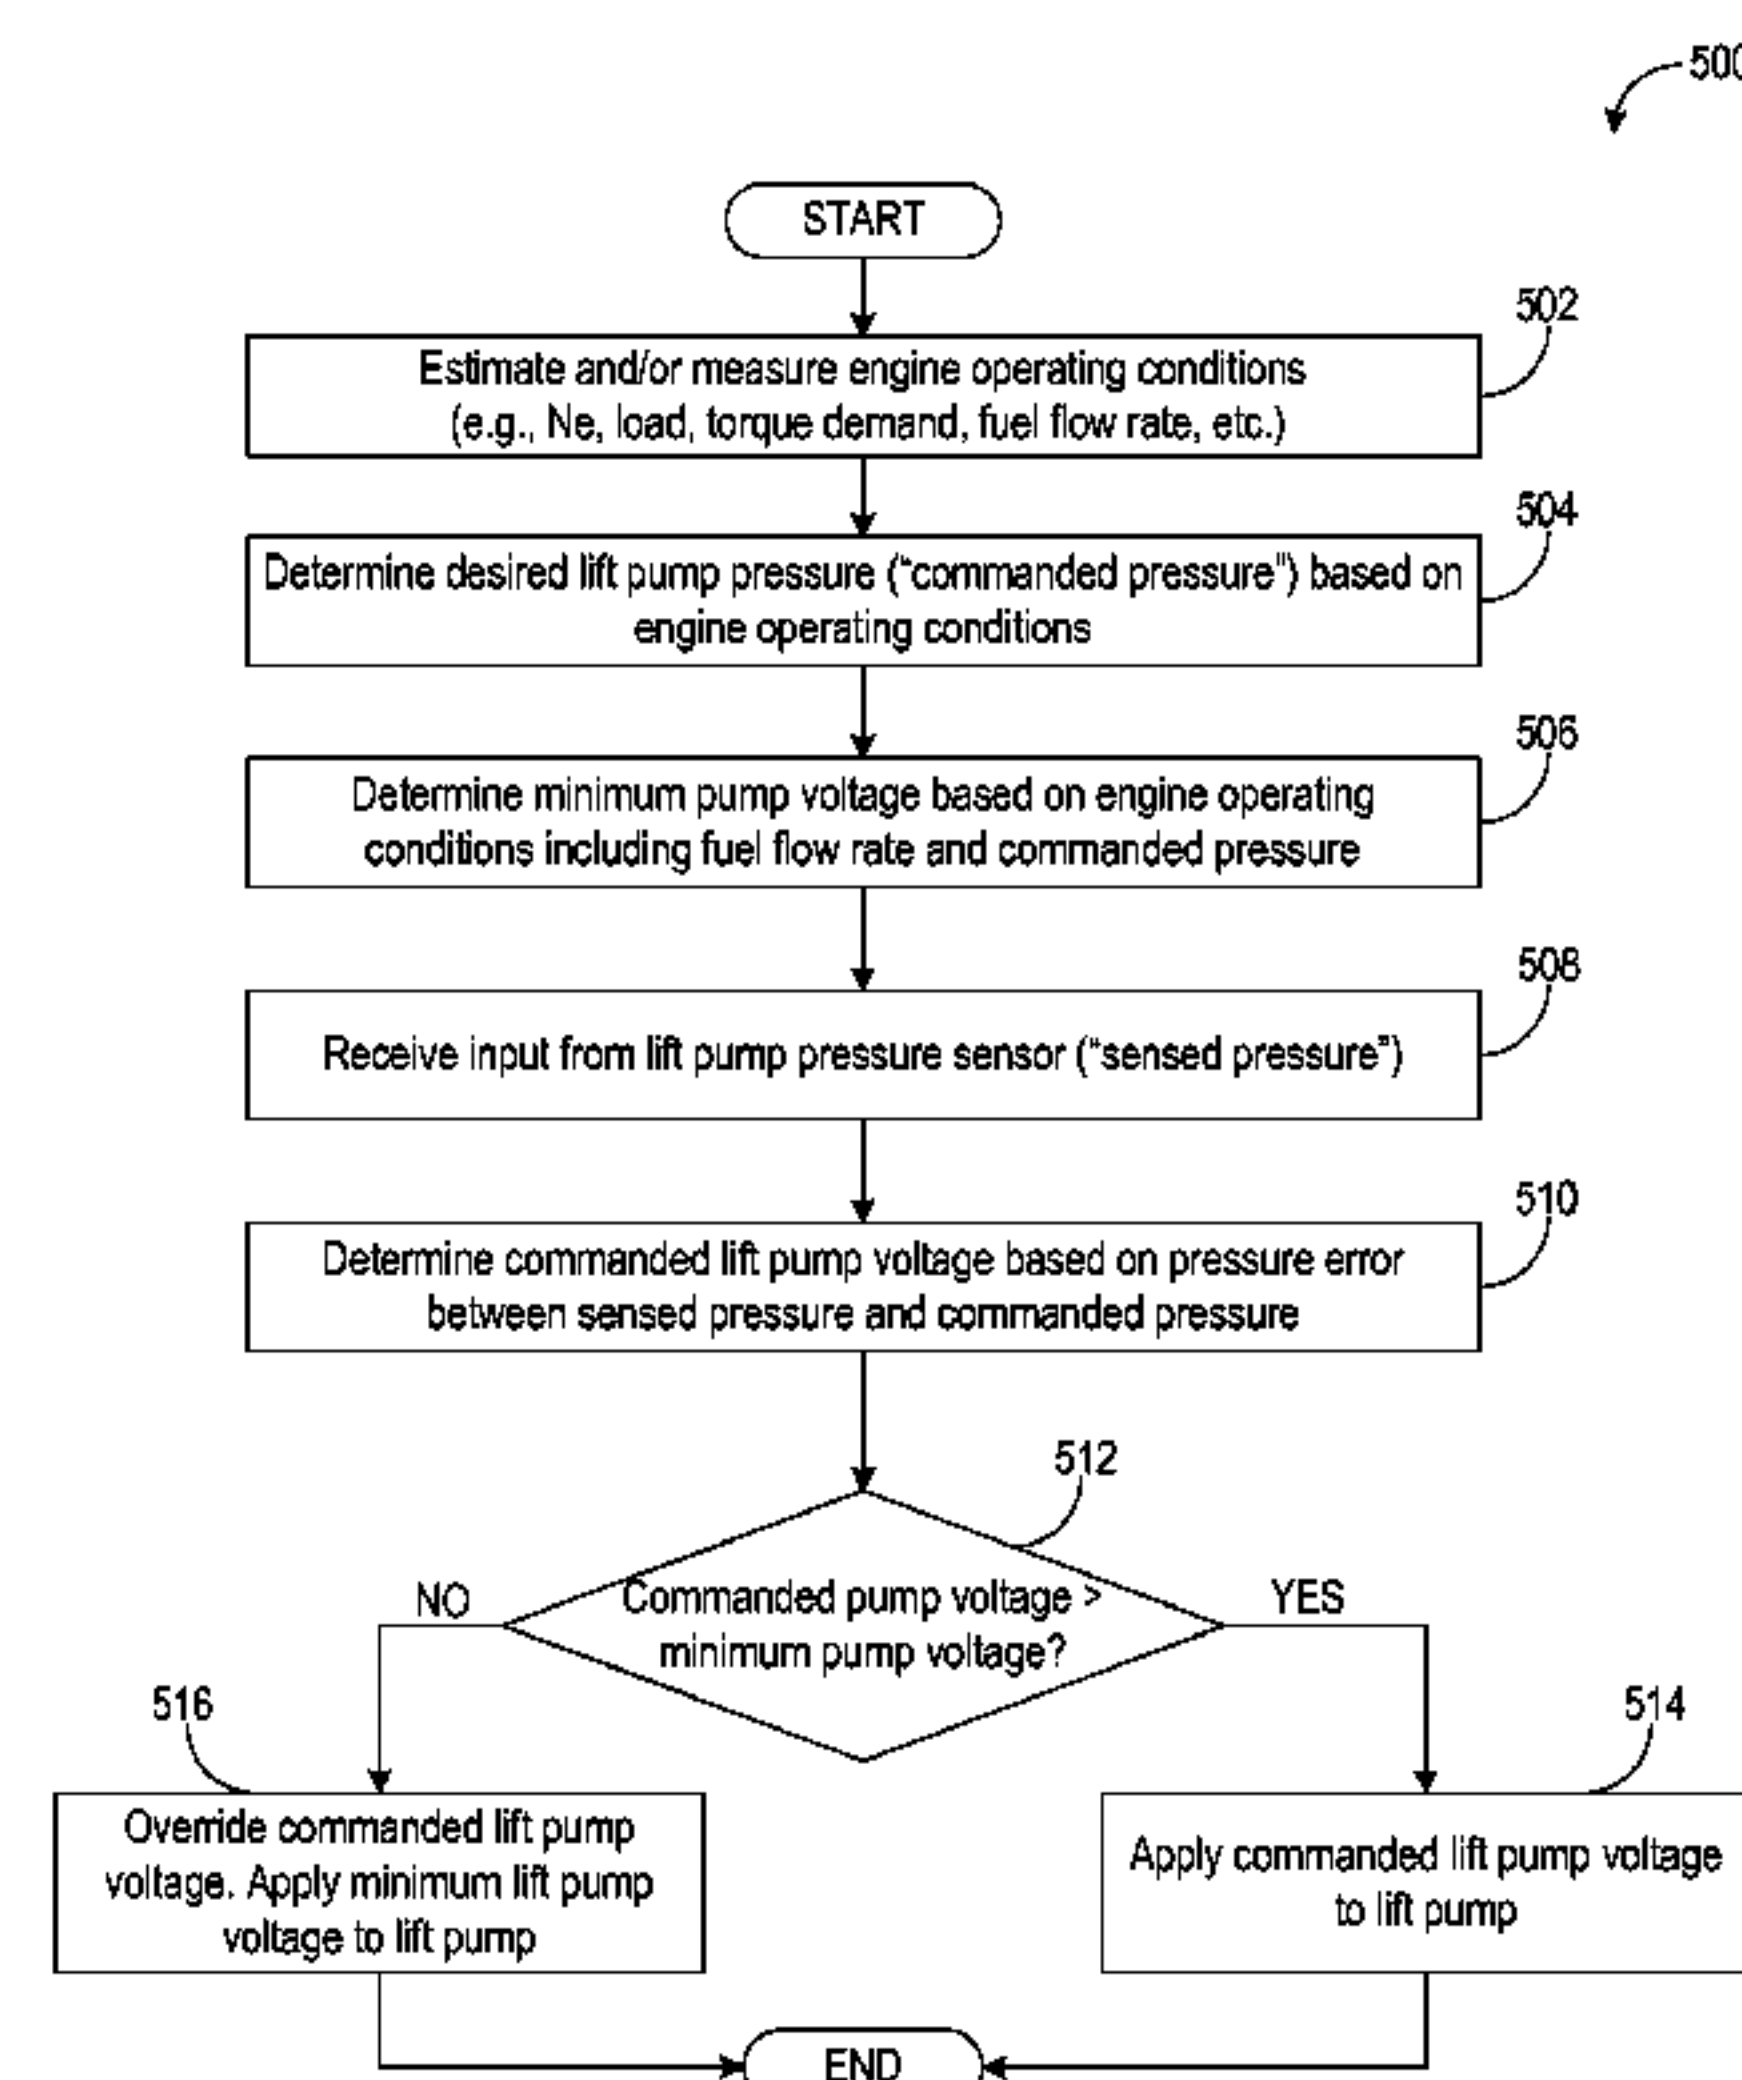 500
START
502
Estimate and/or measure engine operating conditions
(e.g., Ne, load, torque demand, fuel flow rate, etc.)
504
Determine desired lift pump pressure (“commanded pressure”) based on
engine operating conditions
506
Determine minimum pump voltage based on engine operating
conditions including fuel flow rate and commanded pressure
508
Receive input from lift pump pressure sensor (“sensed pressure”)
510
Determine commanded lift pump voltage based on pressure error
between sensed pressure and commanded pressure
512
Commanded pump voltage >
minimum pump voltage?
NO
YES
516
Override commanded lift pump
voltage. Apply minimum lift pump
voltage to lift pump
514
Apply commanded lift pump voltage
to lift pump
END